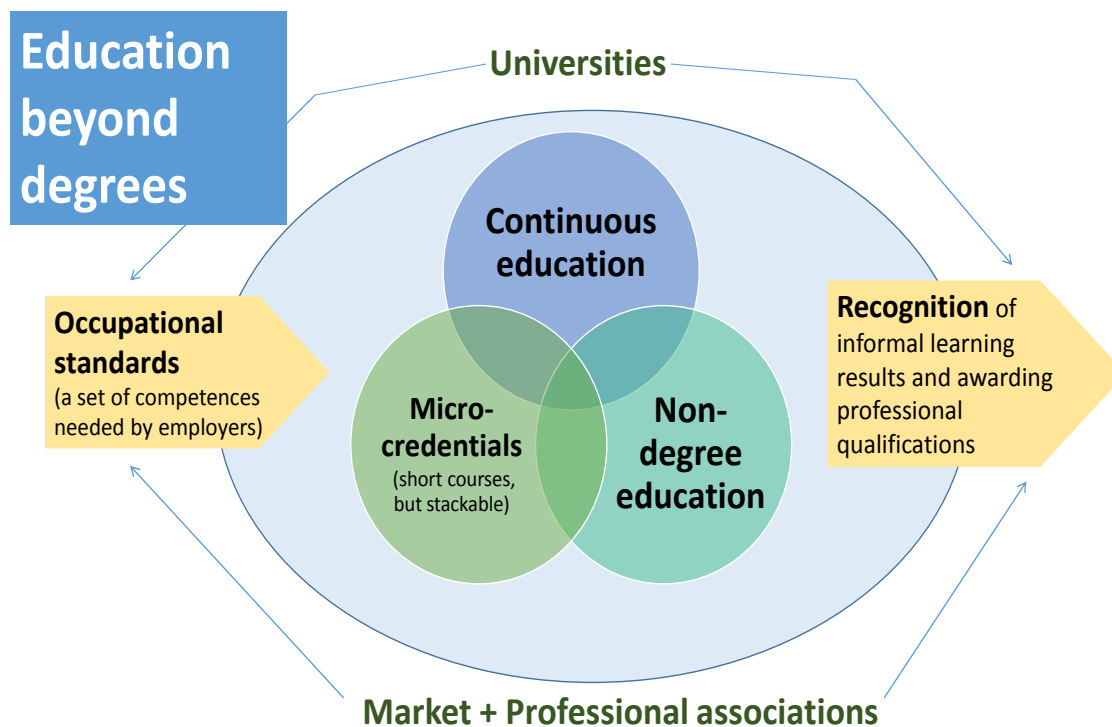 Education
beyond
degrees
Universities
Continuous
education
Occupational
standards
(a set of competences
needed by employers)
Micro-
credentials
(short courses,
but stackable)
Non-
degree
education
Recognition of
informal learning
results and awarding
professional
qualifications
Market + Professional associations